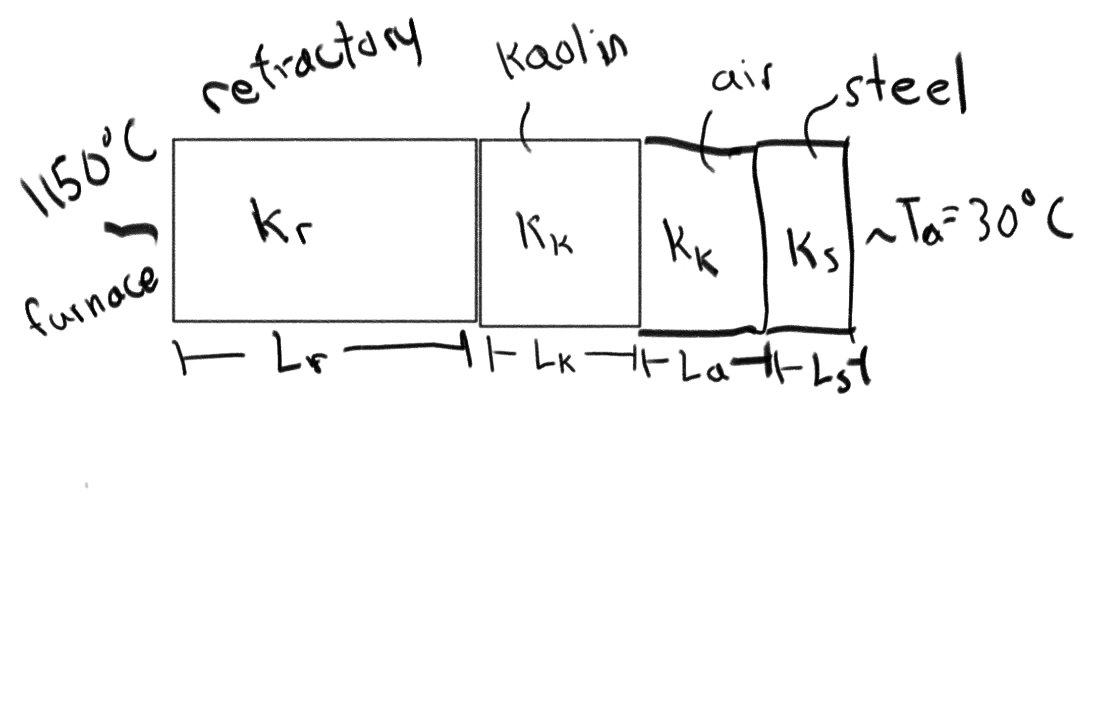 refractory
kaolin
air
steel
1150°C
furnace
Kr
KK
KK
KS
~Ta=30°C
Lr
LK
La
Ls